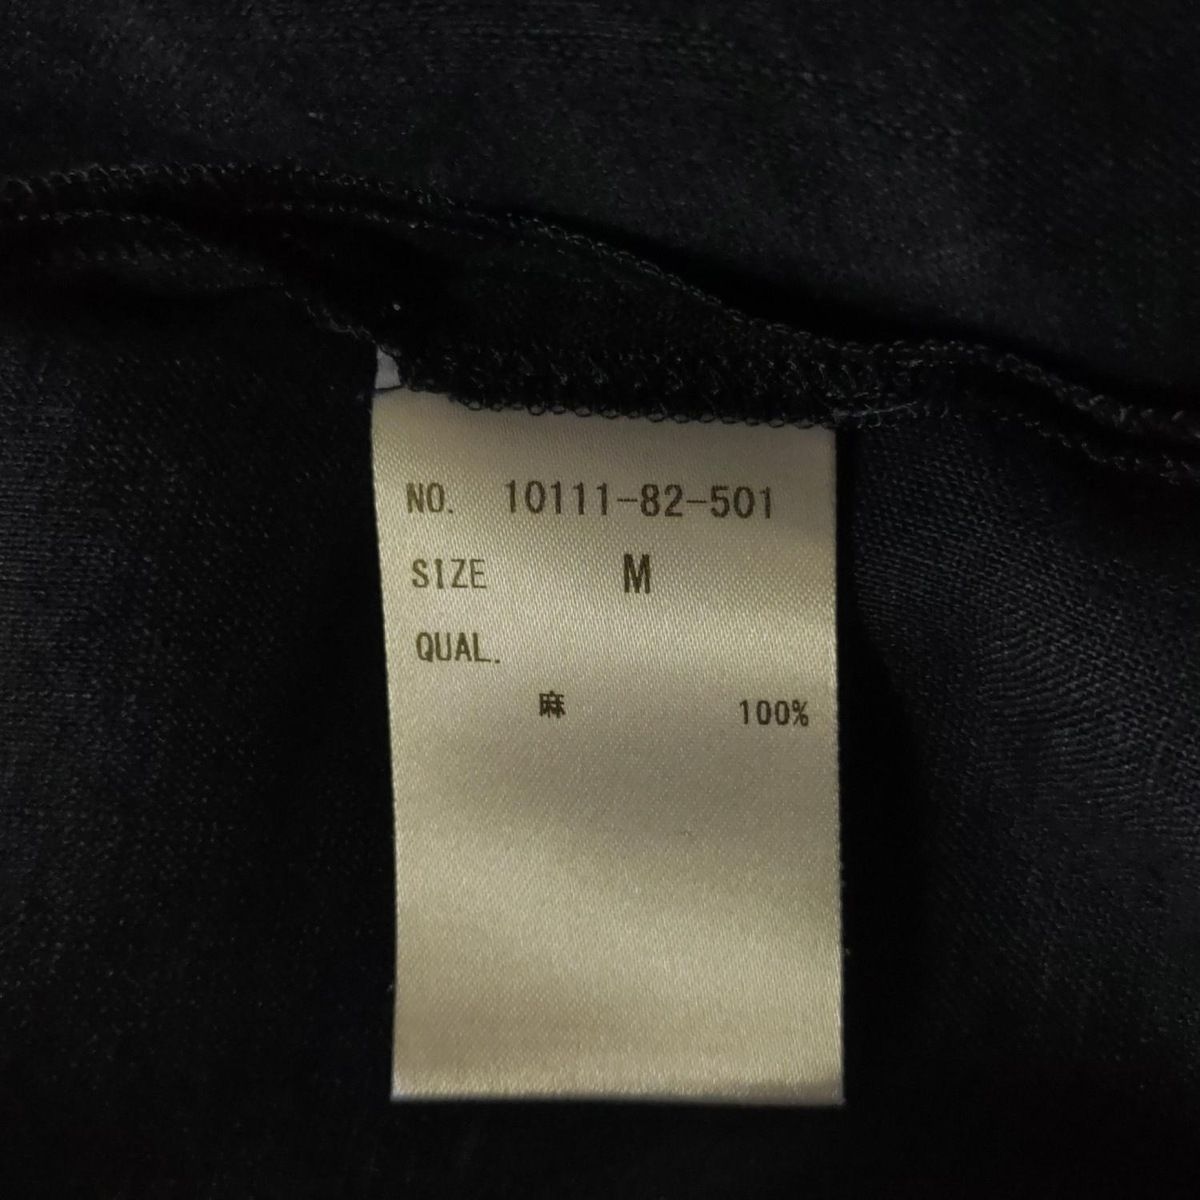 NO. 10111-82-501
SIZE M
QUAL.
麻 100%